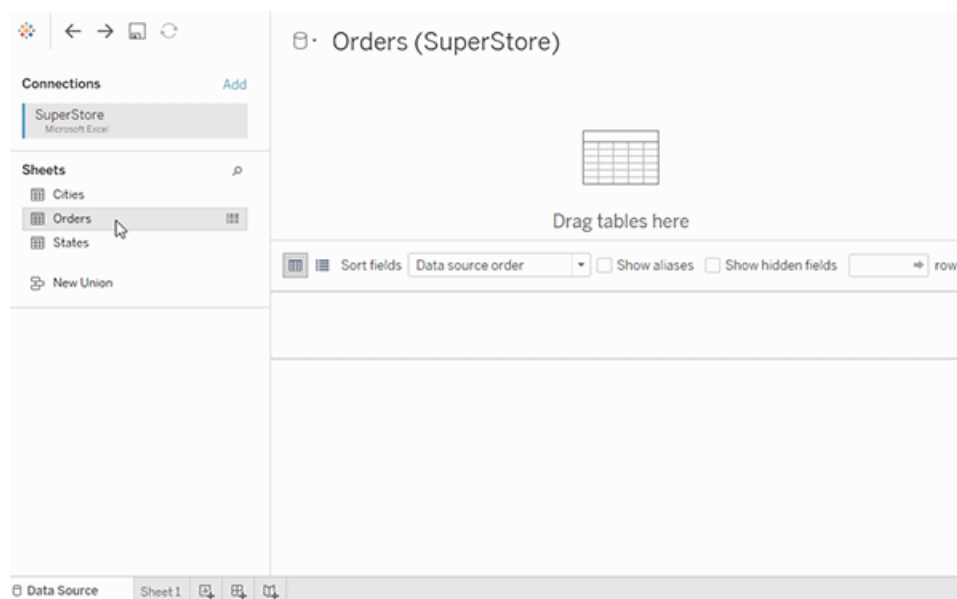 Orders (SuperStore)
Connections Add
SuperStore
Microsoft Excel
Sheets
Cities
Orders
States
New Union
Drag tables here
Sort fields Data source order Show aliases Show hidden fields row
Data Source Sheet 1